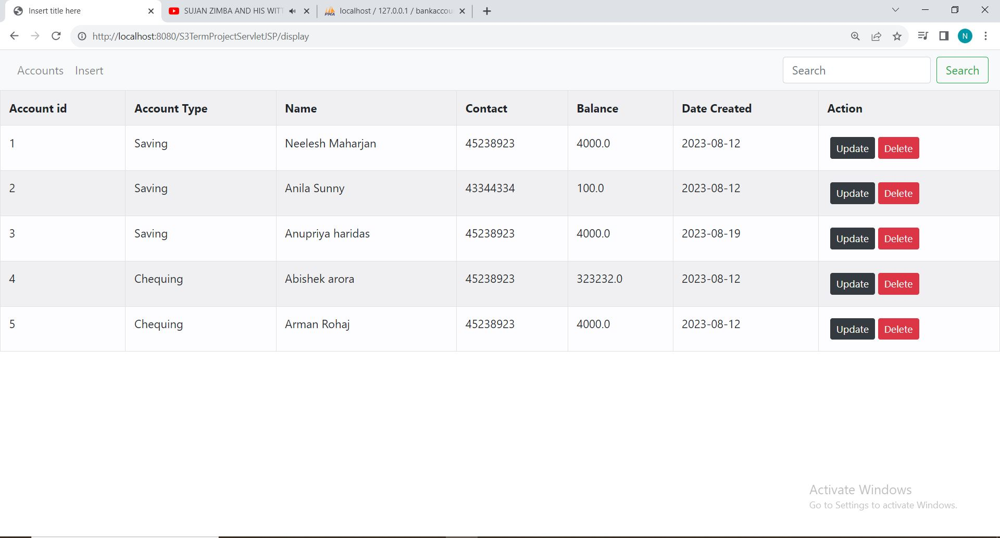 Insert title here
SUJAN ZIMBA AND HIS WIT
PMA localhost / 127.0.0.1 / bankaccou
http://localhost:8080/S3TermProjectServletJSP/display N
Accounts Insert Search Search
Account id Account Type Name Contact Balance Date Created Action
1 Saving Neelesh Maharjan 45238923 4000.0 2023-08-12 Update Delete
2 Saving Anila Sunny 43344334 100.0 2023-08-12 Update Delete
3 Saving Anupriya haridas 45238923 4000.0 2023-08-19 Update Delete
4 Chequing Abishek arora 45238923 323232.0 2023-08-12 Update Delete
5 Chequing Arman Rohaj 45238923 4000.0 2023-08-12 Update Delete
Activate Windows
Go to Settings to activate Windows.